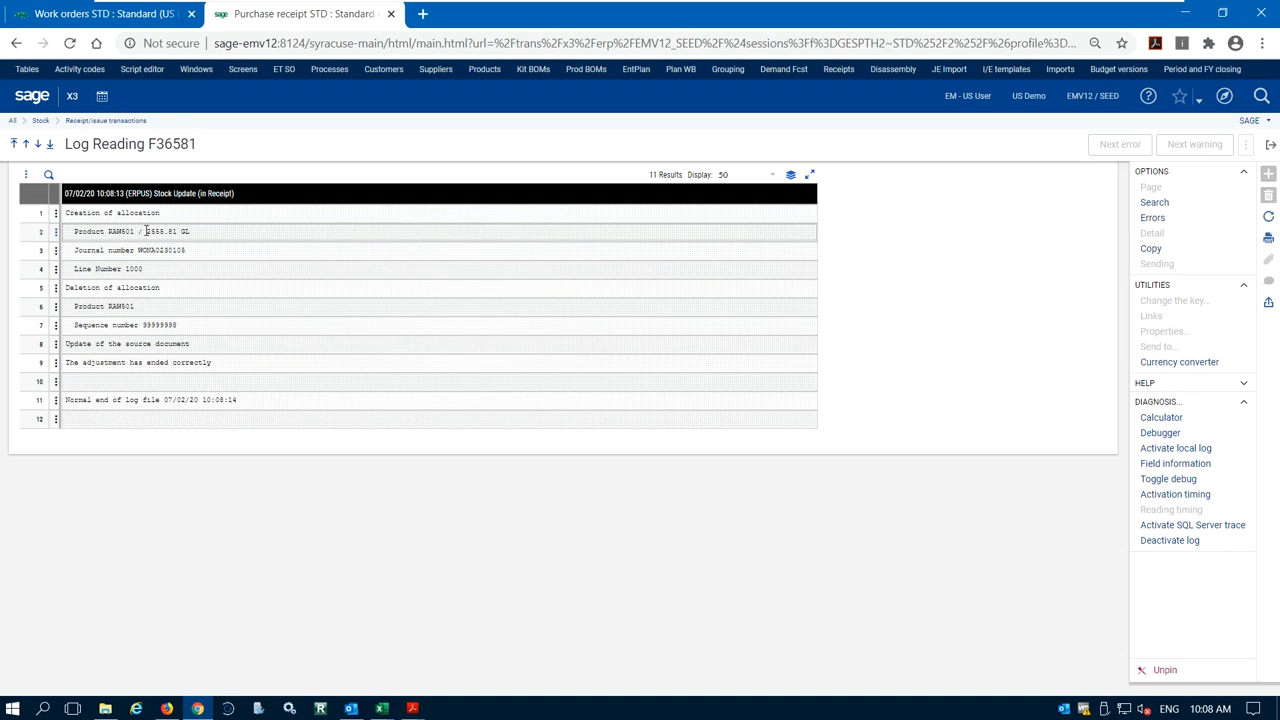 Work orders STD : Standard (US
Purchase receipt STD : Standard
Not secure
sage-emv12:8124/syracuse-main/html/main.html?url=%2Ftrans%2Fx3%2Ferp%2FEMV12_SEED%2F%24sessions%3Ff%3DGESPTH2~STD%252F2%252F%26profile%3D...
Tables Activity codes Script editor Windows Screens ET SO Processes Customers Suppliers Products Kit BOMs Prod BOMs EntPlan Plan WB Grouping Demand Fcst Receipts Disassembly JE Import I/E templates Imports Budget versions Period and FY closing
sage X3 EM - US User US Demo EMV12 / SEED
All Stock Receipt/issue transactions SAGE
Log Reading F36581 Next error Next warning
11 Results Display: 50
07/02/20 10:08:13 (ERPUS) Stock Update (in Receipt)
1 Creation of allocation
2 Product RAW501 / 555.81 GL
3 Journal number WONA0230105
4 Line Number 1000
5 Deletion of allocation
6 Product RAW501
7 Sequence number 99999998
8 Update of the source document
9 The adjustment has ended correctly
10
11 Normal end of log file 07/02/20 10:08:14
12
OPTIONS
Page
Search
Errors
Detail
Copy
Sending
UTILITIES
Change the key...
Links
Properties...
Send to...
Currency converter
HELP
DIAGNOSIS...
Calculator
Debugger
Activate local log
Field information
Toggle debug
Activation timing
Reading timing
Activate SQL Server trace
Deactivate log
Unpin
ENG 10:08 AM